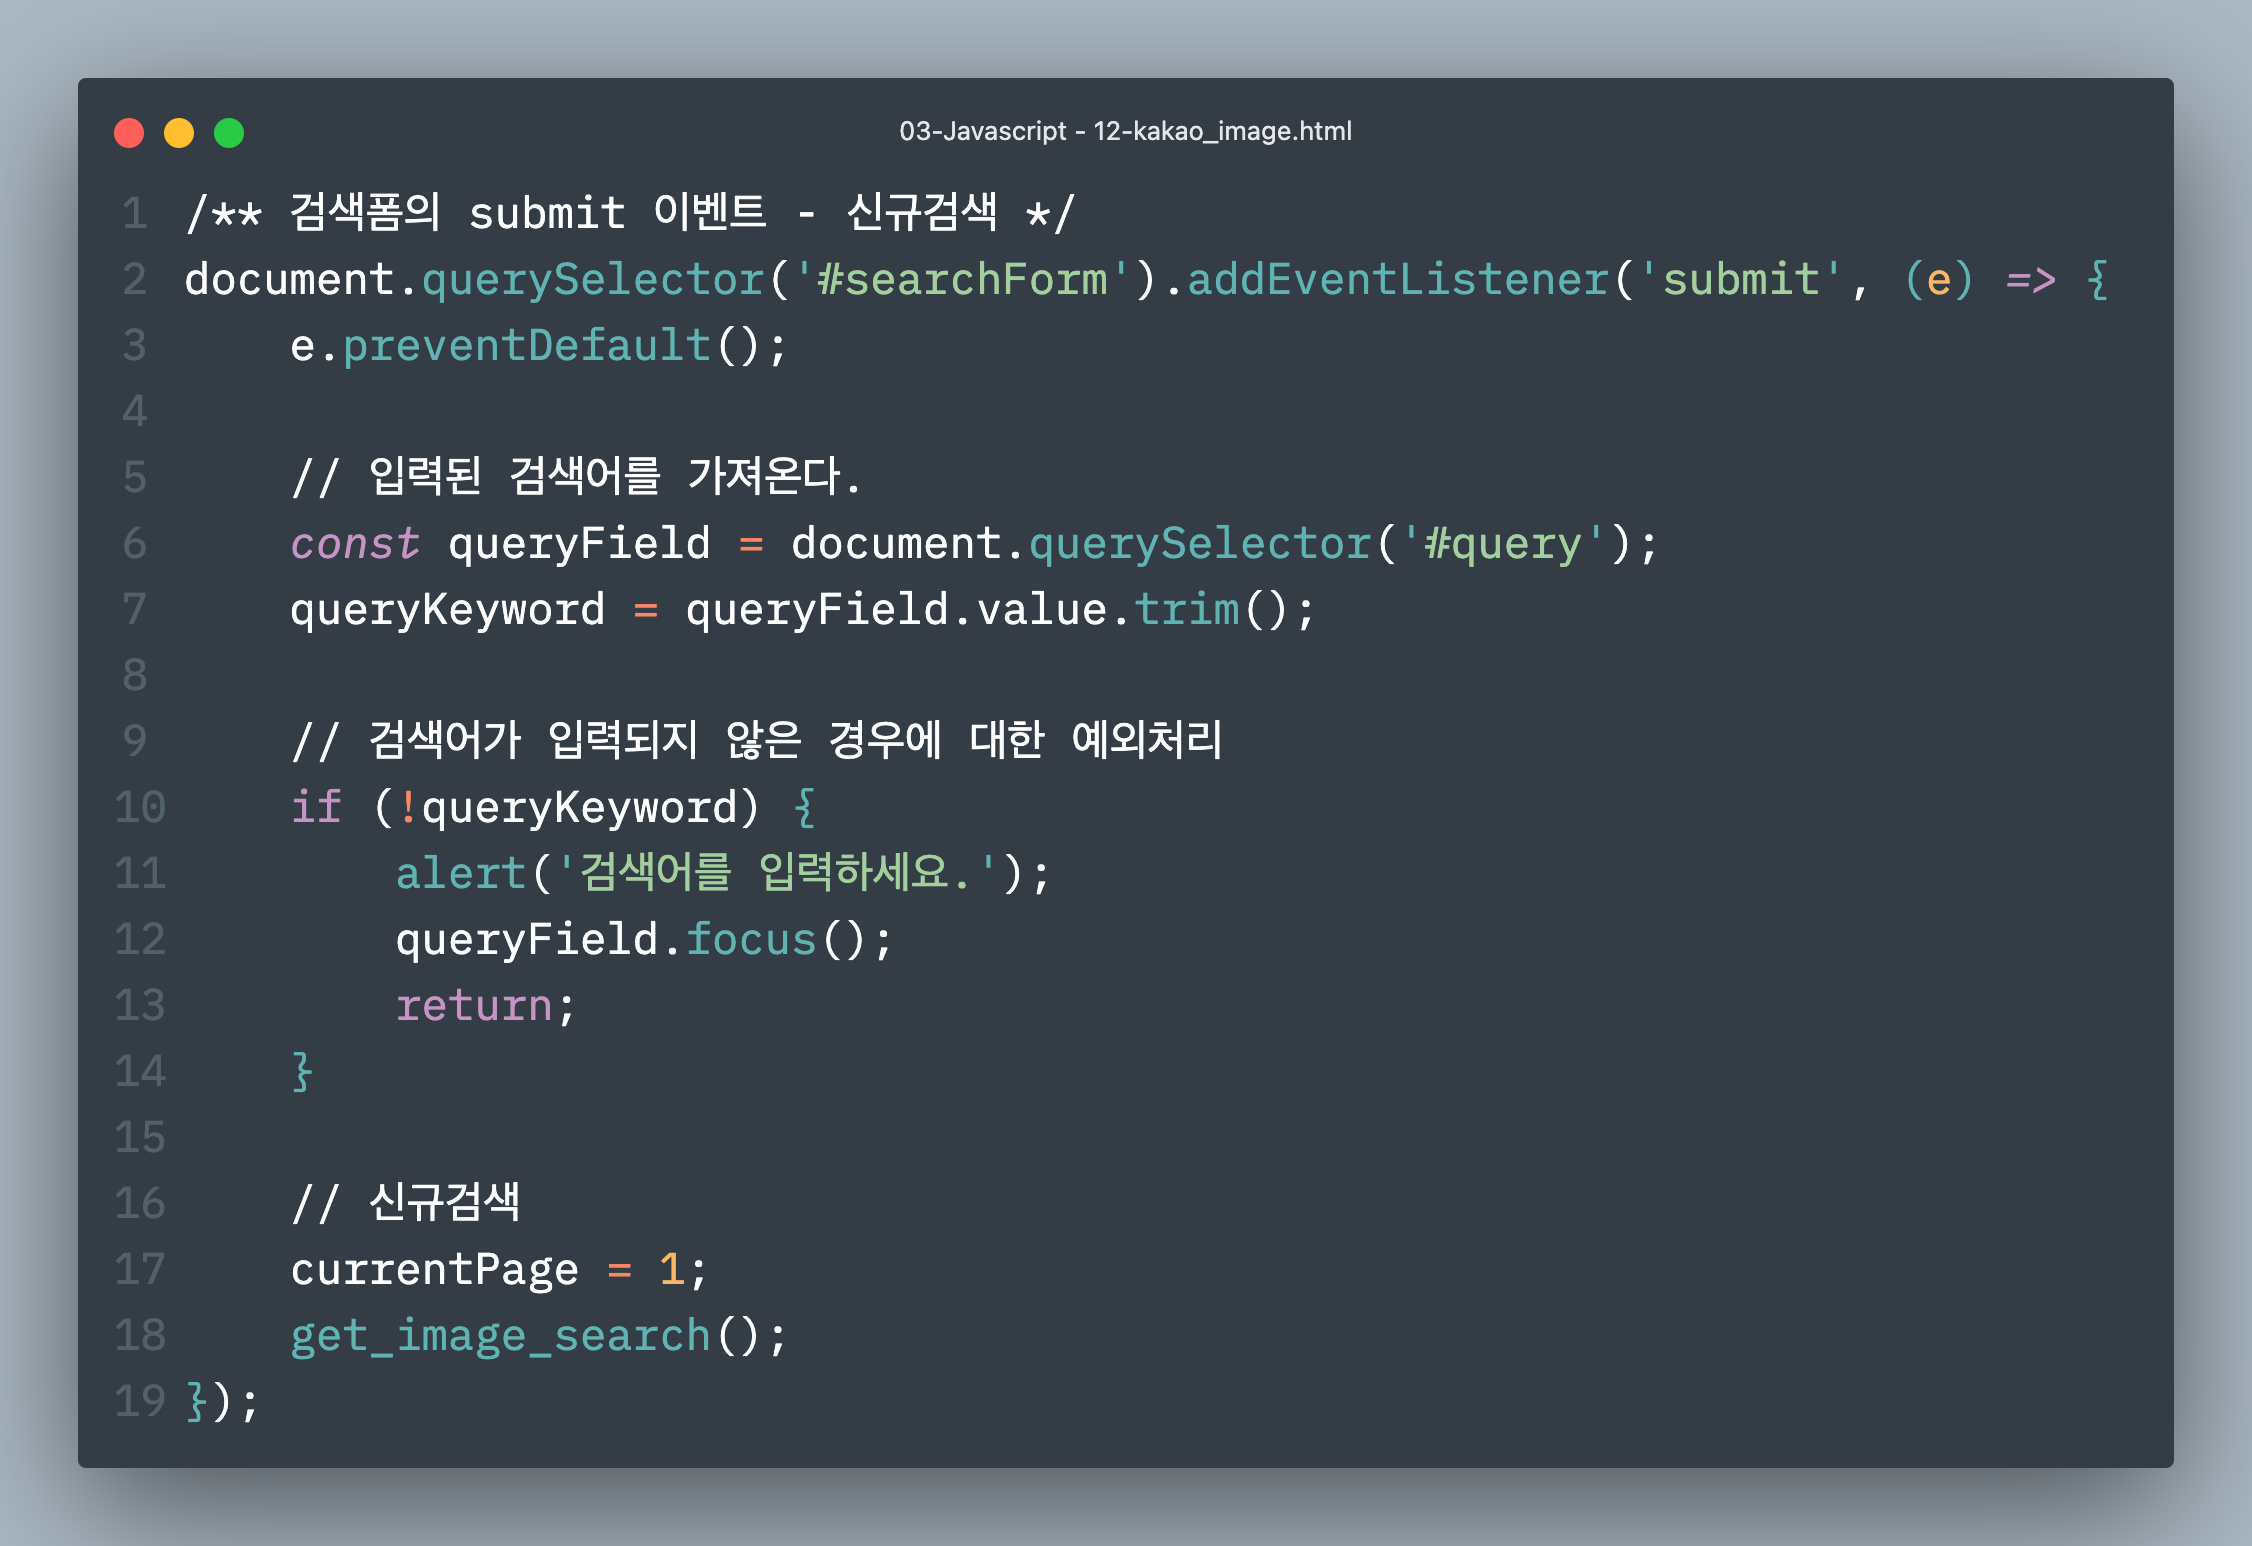 03-Javascript - 12-kakao_image.html
1 /** 검색폼의 submit 이벤트 - 신규검색 */
2 document.querySelector('#searchForm').addEventListener('submit', (e) => {
3     e.preventDefault();
4
5     // 입력된 검색어를 가져온다.
6     const queryField = document.querySelector('#query');
7     queryKeyword = queryField.value.trim();
8
9     // 검색어가 입력되지 않은 경우에 대한 예외처리
10     if (!queryKeyword) {
11         alert('검색어를 입력하세요.');
12         queryField.focus();
13         return;
14     }
15
16     // 신규검색
17     currentPage = 1;
18     get_image_search();
19 });